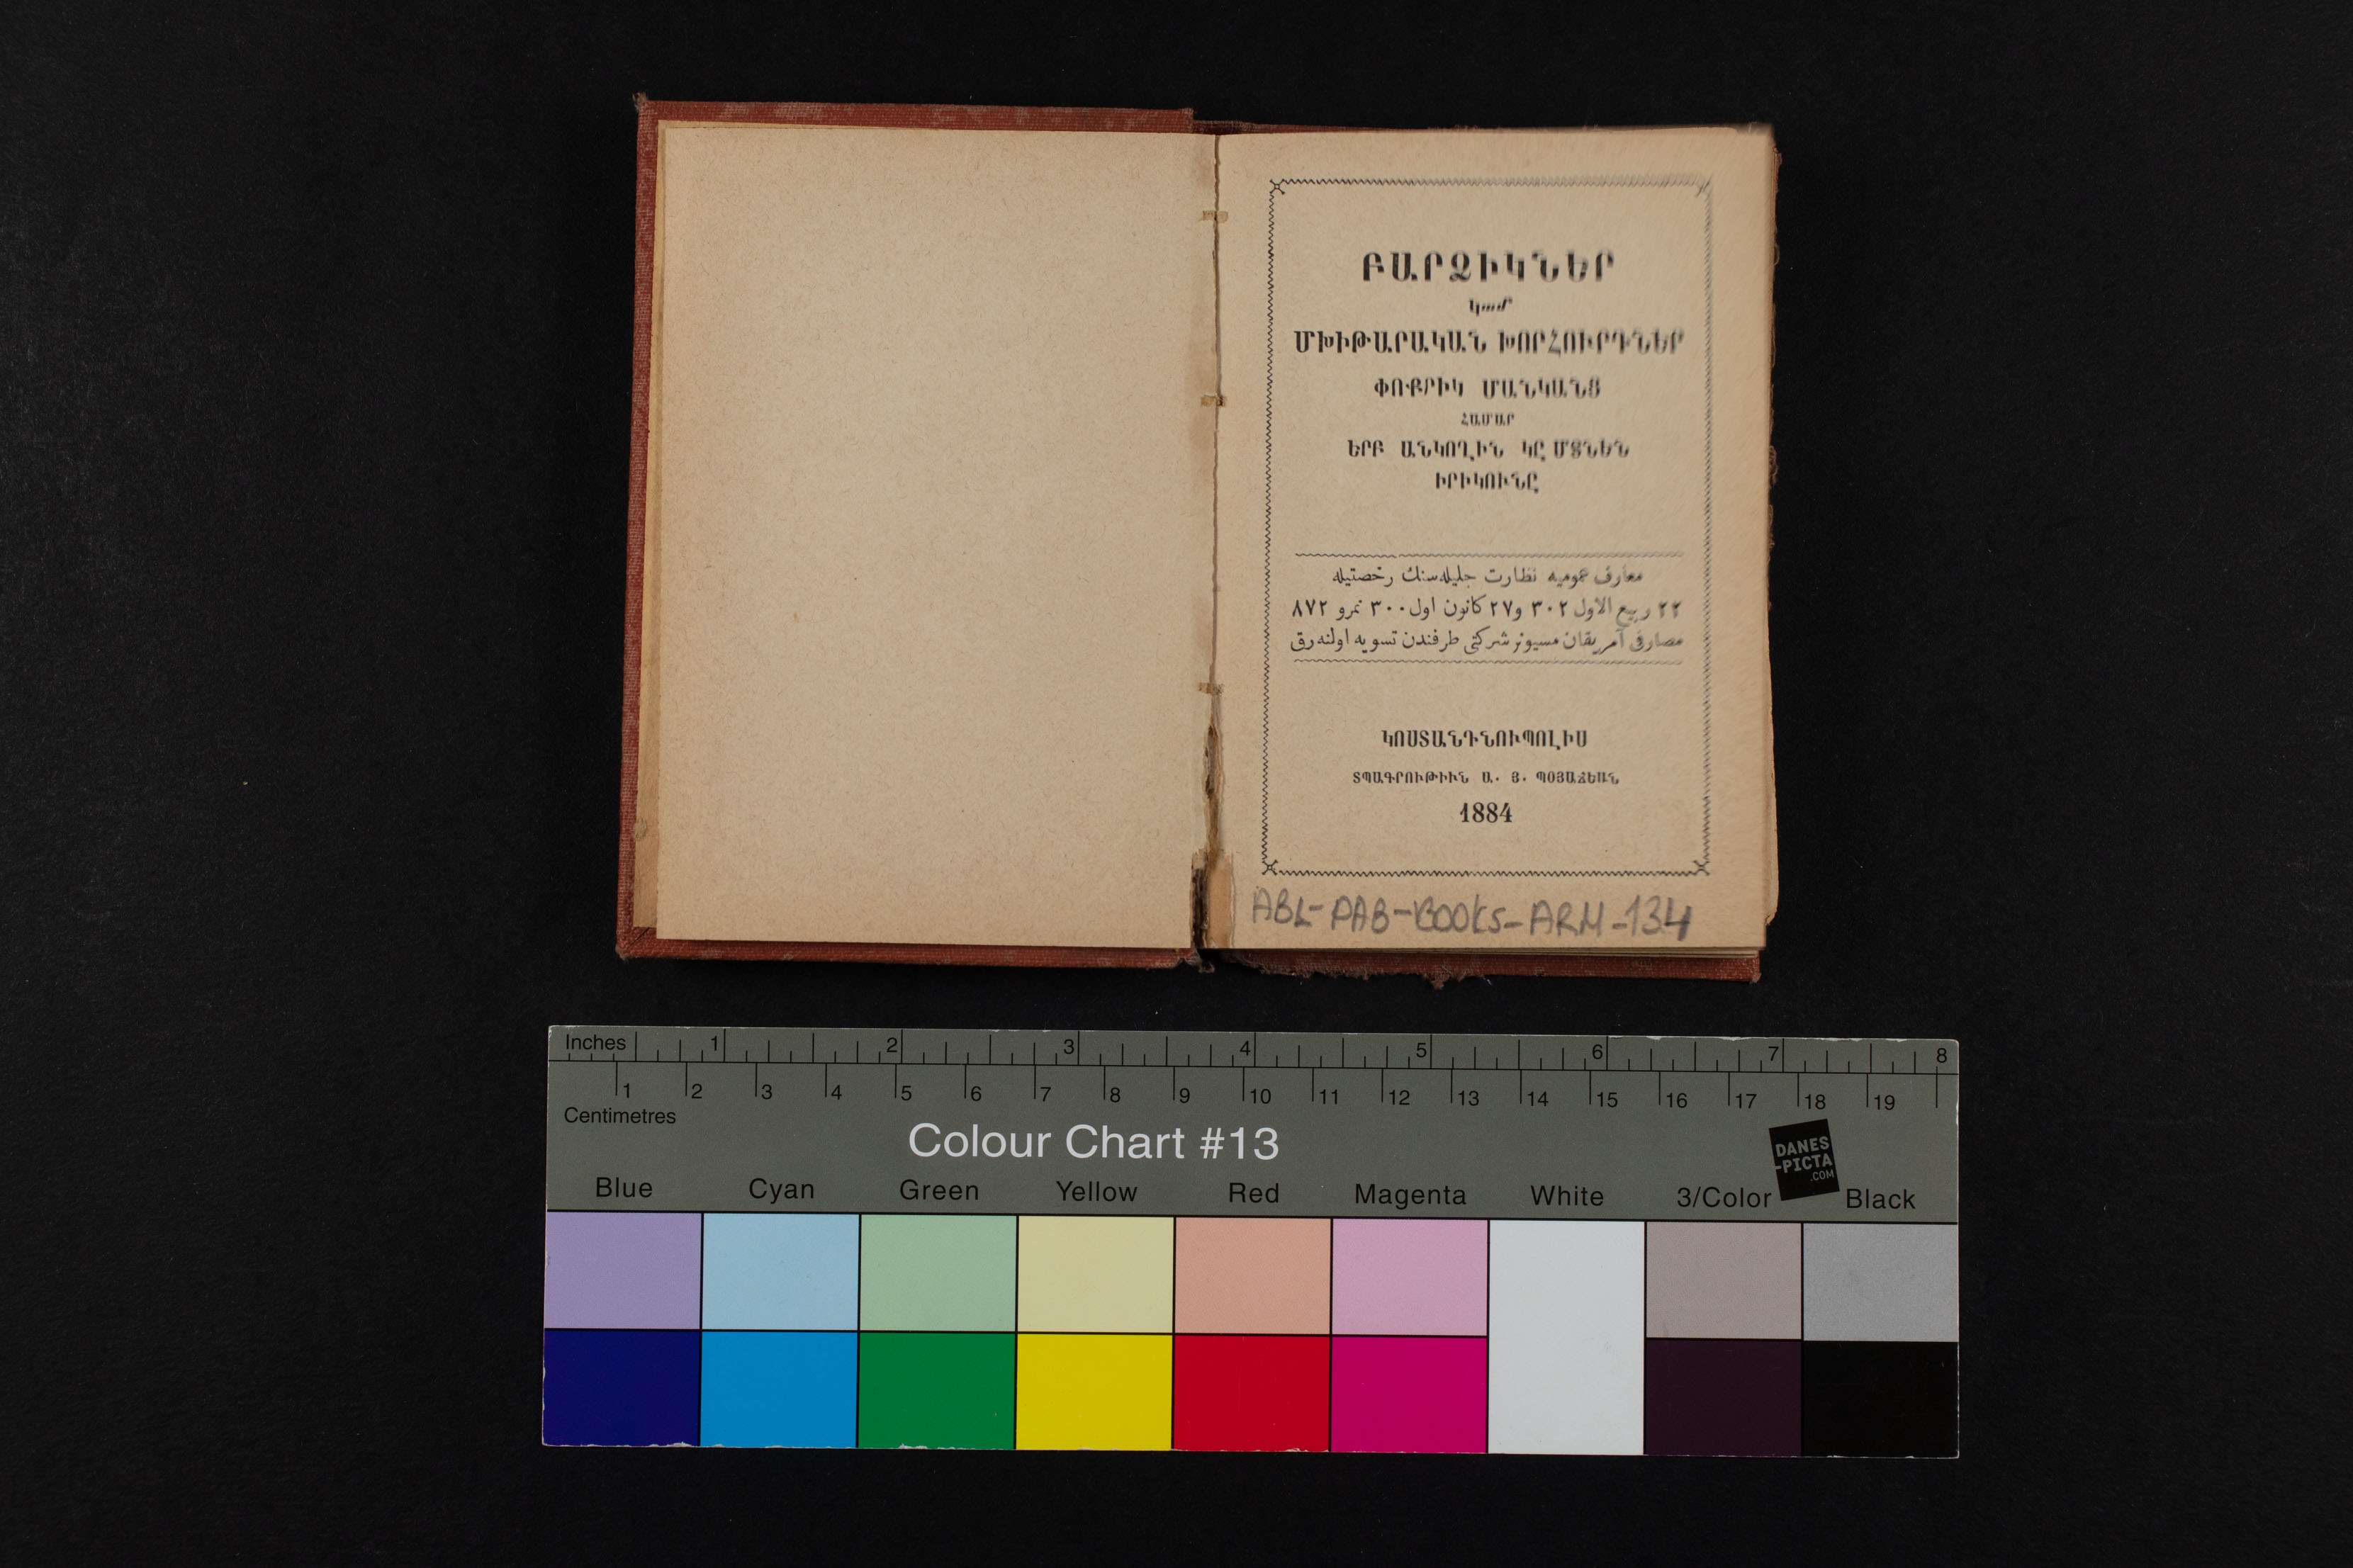 ԲԱՐՁԻԿՆԵՐ
կամ
ՄԽԻԹԱՐԱԿԱՆ ԽՈՐՀՈՒՐԴՆԵՐ
ՓՈՔՐԻԿ ՄԱՆԿԱՆՑ
ՀԱՄԱՐ
ԵՐԲ ԱՆԿՈՂԻՆ ԿԸ ՄՏՆԵՆ
ԻՐԻԿՈՒՆԸ
معارف عموميه نظارت جليله‌سنك رخصتيله
٢٢ ربيع الاول ٣٠٢ و٢٧ كانون اول ٣٠٠ نمرو ٨٧٢
مصارفی آمريقان مسيونر شركتی طرفندن تسويه اولنه‌رق
ԿՈՍՏԱՆԴՆՈՒՊՈԼԻՍ
ՏՊԱԳՐՈՒԹԻՒՆ Ա. Յ. ՊՕՅԱՃԵԱՆ
1884
ABL-PAB-BOOKS-ARM-134
Inches 1 2 3 4 5 6 7 8
1 2 3 4 5 6 7 8 9 10 11 12 13 14 15 16 17 18 19
Centimetres
Colour Chart #13
DANES
-PICTA
.COM
Blue Cyan Green Yellow Red Magenta White 3/Color Black